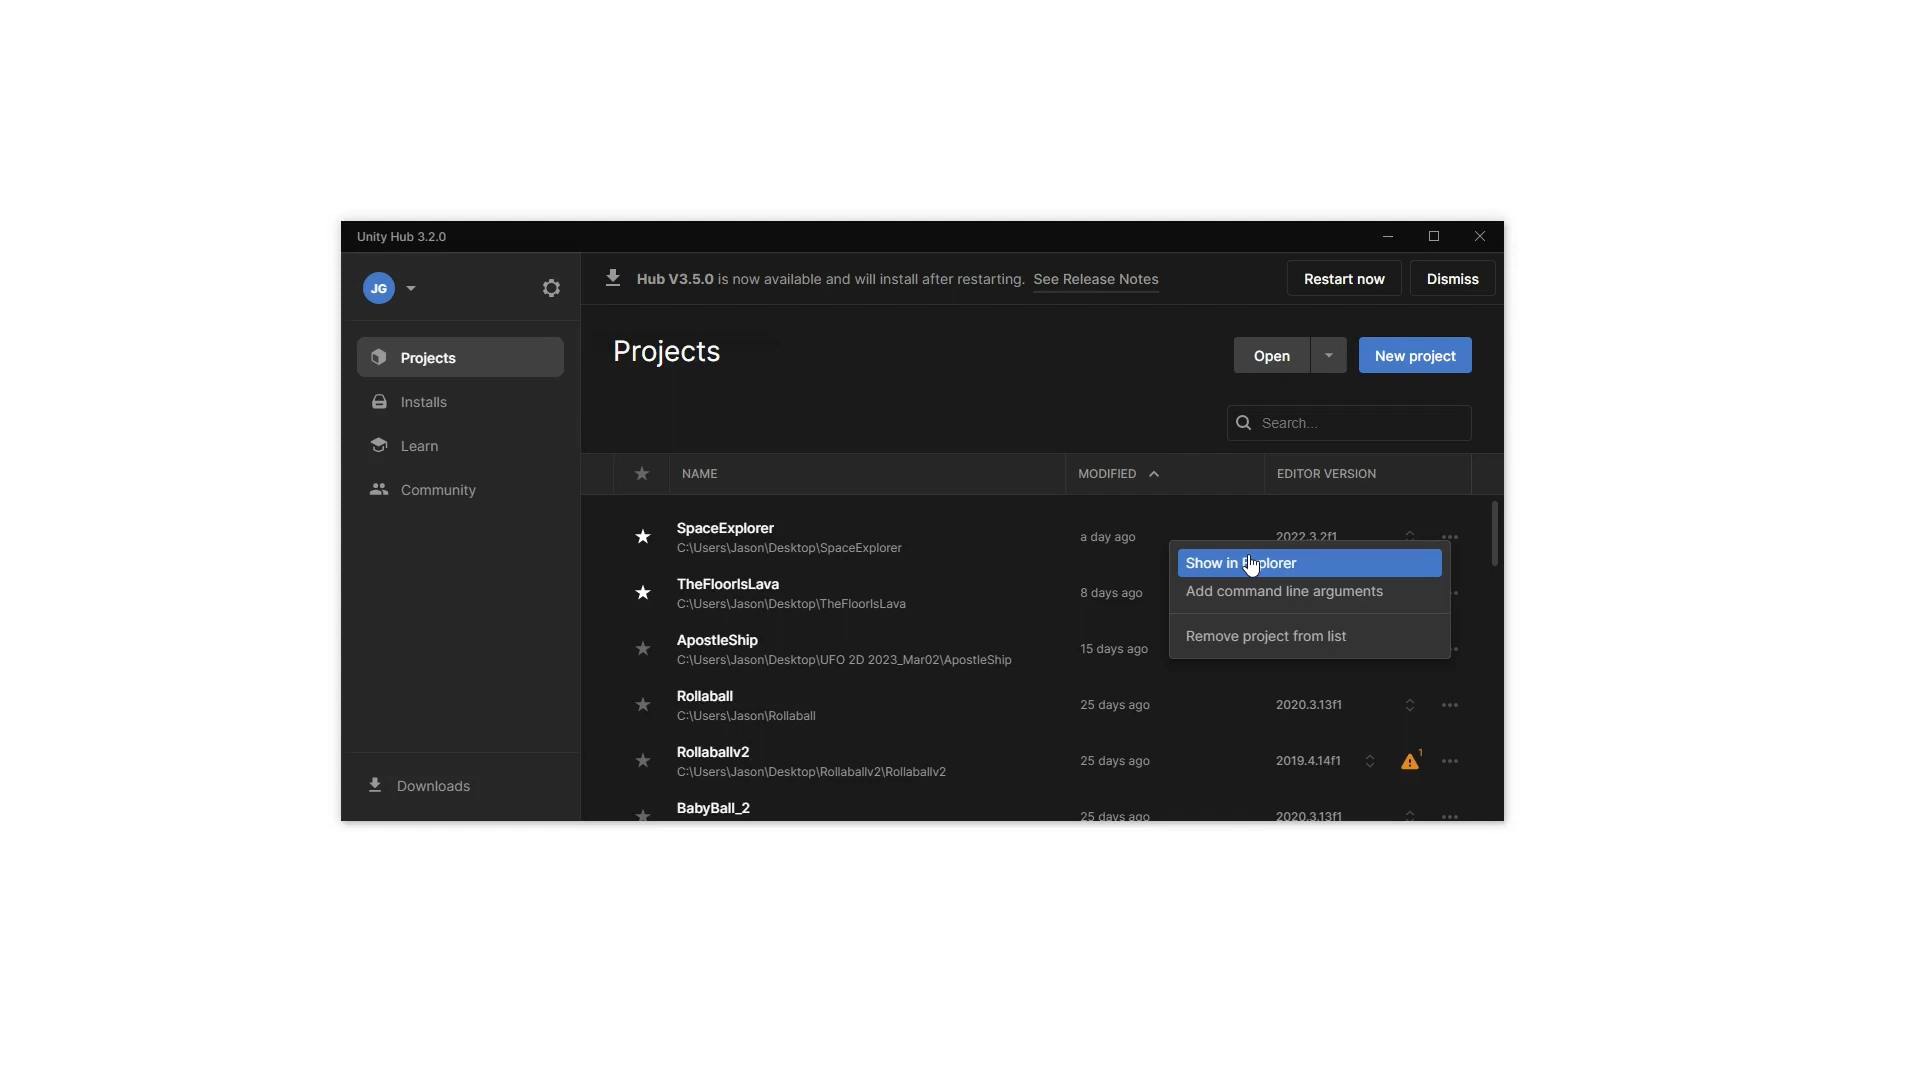 Unity Hub 3.2.0
JG
Hub V3.5.0 is now available and will install after restarting. See Release Notes
Restart now
Dismiss
Projects
Installs
Learn
Community
Downloads
Projects
Open
New project
Search...
NAME
MODIFIED
EDITOR VERSION
SpaceExplorer
C:\Users\Jason\Desktop\SpaceExplorer
a day ago
2022.3.2f1
TheFloorIsLava
C:\Users\Jason\Desktop\TheFloorIsLava
8 days ago
ApostleShip
C:\Users\Jason\Desktop\UFO 2D 2023_Mar02\ApostleShip
15 days ago
Show in Explorer
Add command line arguments
Remove project from list
Rollaball
C:\Users\Jason\Rollaball
25 days ago
2020.3.13f1
Rollaballv2
C:\Users\Jason\Desktop\Rollaballv2\Rollaballv2
25 days ago
2019.4.14f1
1
BabyBall_2
25 days ago
2020.3.13f1